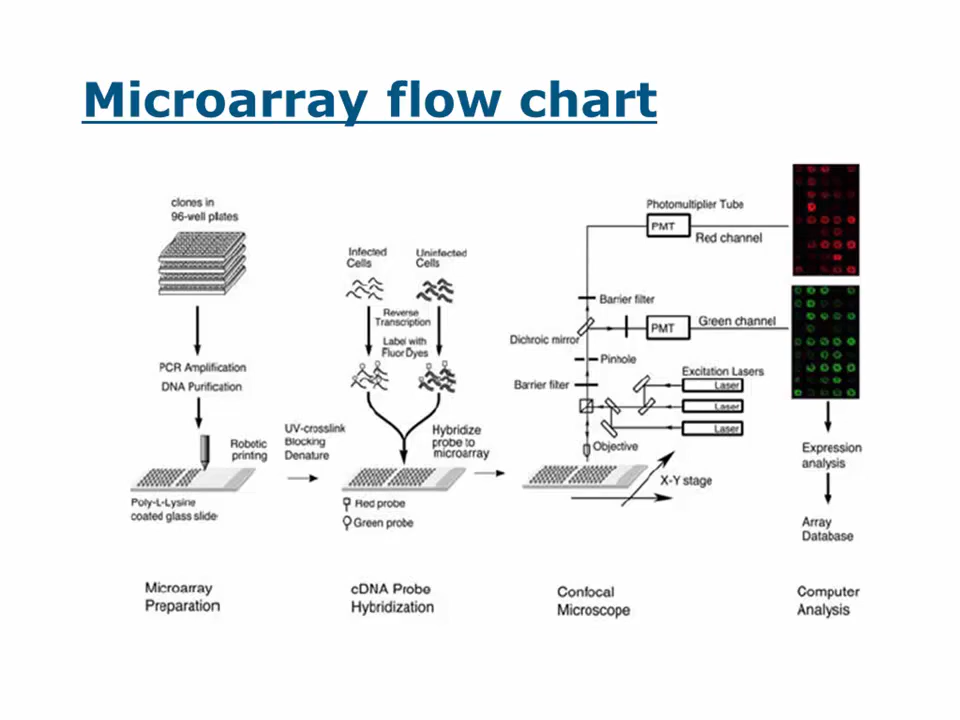 Microarray flow chart
clones in
96-well plates
PCR Amplification
DNA Purification
Robotic
printing
Poly-L-Lysine
coated glass slide
Microarray
Preparation
UV-crosslink
Blocking
Denature
Infected
Cells
Uninfected
Cells
Reverse
Transcription
Label with
Fluor Dyes
Hybridize
probe to
microarray
Red probe
Green probe
cDNA Probe
Hybridization
Photomultiplier Tube
PMT
Red channel
Barrier filter
Green channel
PMT
Dichroic mirror
Pinhole
Excitation Lasers
Barrier filter
Laser
Laser
Laser
Objective
X-Y stage
Confocal
Microscope
Expression
analysis
Array
Database
Computer
Analysis